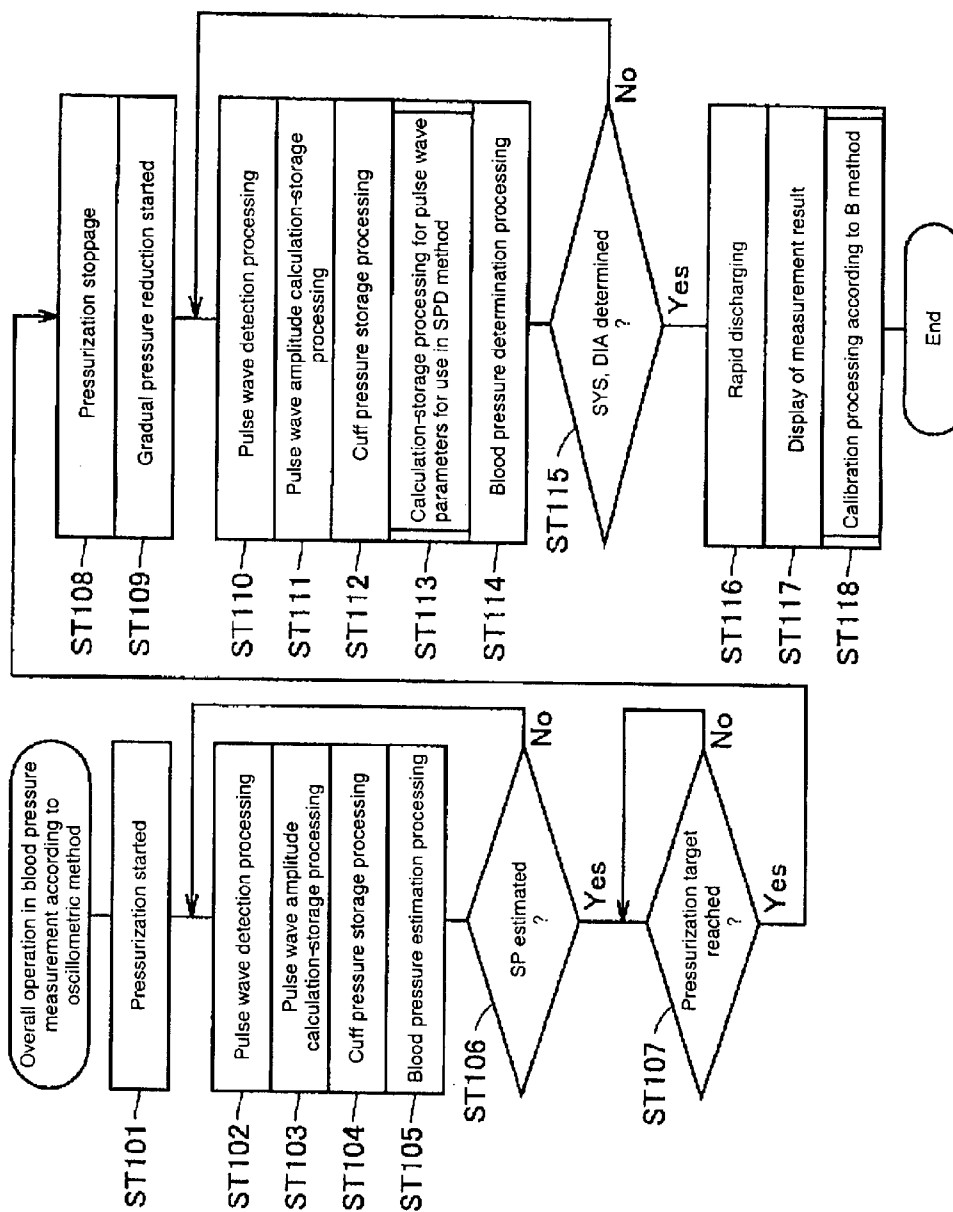 Overall operation in blood pressure
measurement according to
oscillometric method
ST101
Pressurization started
ST102
Pulse wave detection processing
ST103
Pulse wave amplitude
calculation-storage processing
ST104
Cuff pressure storage processing
ST105
Blood pressure estimation processing
ST106
SP estimated
?
No
Yes
ST107
Pressurization target
reached
?
No
Yes
ST108
Pressurization stoppage
ST109
Gradual pressure reduction started
ST110
Pulse wave detection processing
ST111
Pulse wave amplitude calculation-storage
processing
ST112
Cuff pressure storage processing
ST113
Calculation-storage processing for pulse wave
parameters for use in SPD method
ST114
Blood pressure determination processing
ST115
SYS, DIA determined
?
No
Yes
ST116
Rapid discharging
ST117
Display of measurement result
ST118
Calibration processing according to B method
End